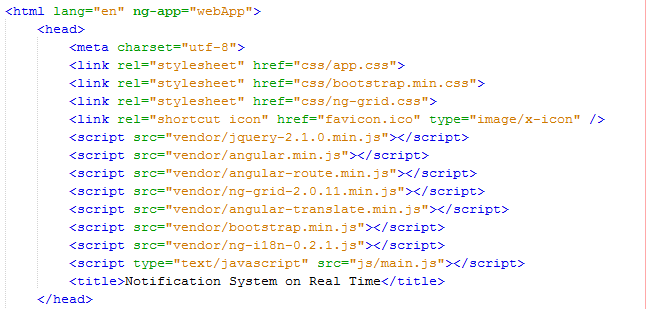 <html lang="en" ng-app="webApp">
<head>
<meta charset="utf-8">
<link rel="stylesheet" href="css/app.css">
<link rel="stylesheet" href="css/bootstrap.min.css">
<link rel="stylesheet" href="css/ng-grid.css">
<link rel="shortcut icon" href="favicon.ico" type="image/x-icon" />
<script src="vendor/jquery-2.1.0.min.js"></script>
<script src="vendor/angular.min.js"></script>
<script src="vendor/angular-route.min.js"></script>
<script src="vendor/ng-grid-2.0.11.min.js"></script>
<script src="vendor/angular-translate.min.js"></script>
<script src="vendor/bootstrap.min.js"></script>
<script src="vendor/ng-i18n-0.2.1.js"></script>
<script type="text/javascript" src="js/main.js"></script>
<title>Notification System on Real Time</title>
</head>